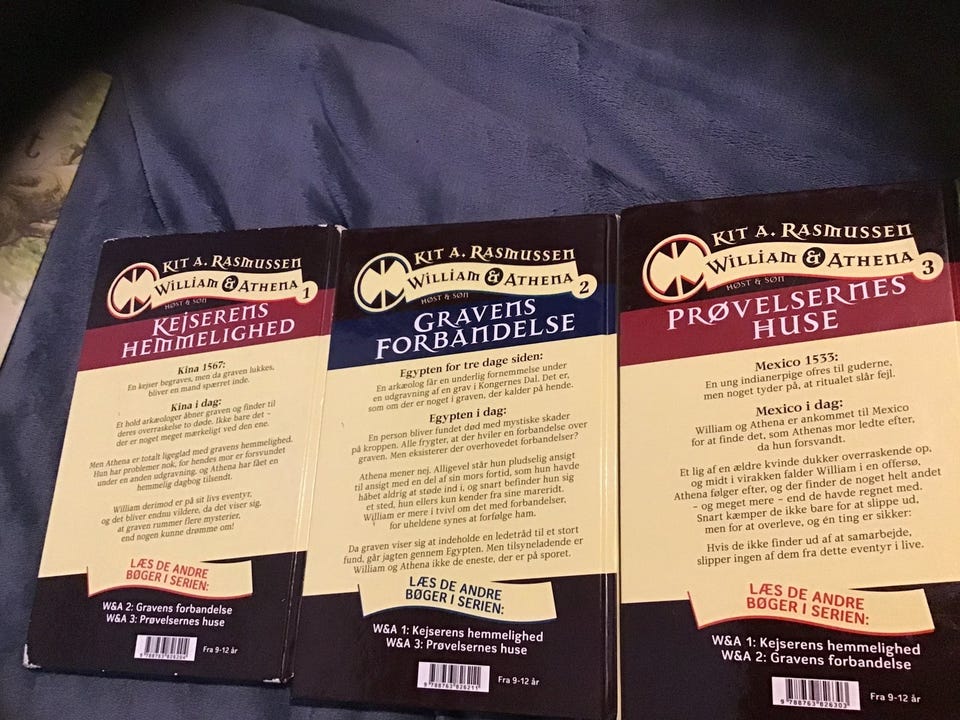 KIT A. RASMUSSEN
WILLIAM & ATHENA
1
HØST & SØN
KEJSERENS
HEMMELIGHED
Kina 1567:
En kejser begraves, men da graven lukkes,
bliver en mand spærret inde.
Kina i dag:
Et hold arkæologer åbner graven og finder til
deres overraskelse to døde. Ikke bare det –
der er noget meget mærkeligt ved den ene.
Men Athena er totalt ligeglad med gravens hemmelighed.
Hun har problemer nok, for hendes mor er forsvundet
under en anden udgravning, og Athena har fået en
hemmelig dagbog tilsendt.
William derimod er på sit livs eventyr,
og det bliver endnu vildere, da det viser sig,
at graven rummer flere mysterier,
end nogen kunne drømme om!
LÆS DE ANDRE
BØGER I SERIEN:
W&A 2: Gravens forbandelse
W&A 3: Prøvelsernes huse
9 788763 826204
Fra 9-12 år
KIT A. RASMUSSEN
WILLIAM & ATHENA
2
HØST & SØN
GRAVENS
FORBANDELSE
Egypten for tre dage siden:
En arkæolog får en underlig fornemmelse under
en udgravning af en grav i Kongernes Dal. Det er,
som om der er noget i graven, der kalder på hende.
Egypten i dag:
En person bliver fundet død med mystiske skader
på kroppen. Alle frygter, at der hviler en forbandelse over
graven. Men eksisterer der overhovedet forbandelser?
Athena mener nej. Alligevel står hun pludselig ansigt
til ansigt med en del af sin mors fortid, som hun havde
håbet aldrig at støde ind i, og snart befinder hun sig
et sted, hun ellers kun kender fra sine mareridt.
William er mere i tvivl om det med forbandelser,
for uheldene synes at forfølge ham.
Da graven viser sig at indeholde en ledetråd til et stort
fund, går jagten gennem Egypten. Men tilsyneladende er
William og Athena ikke de eneste, der er på sporet.
LÆS DE ANDRE
BØGER I SERIEN:
W&A 1: Kejserens hemmelighed
W&A 3: Prøvelsernes huse
9 788763 826211
Fra 9-12 år
KIT A. RASMUSSEN
WILLIAM & ATHENA
3
HØST & SØN
PRØVELSERNES
HUSE
Mexico 1533:
En ung indianerpige ofres til guderne,
men noget tyder på, at ritualet slår fejl.
Mexico i dag:
William og Athena er ankommet til Mexico
for at finde det, som Athenas mor ledte efter,
da hun forsvandt.
Et lig af en ældre kvinde dukker overraskende op,
og midt i virakken falder William i en offersø.
Athena følger efter, og der finder de noget helt andet
– og meget mere – end de havde regnet med.
Snart kæmper de ikke bare for at slippe ud,
men for at overleve, og én ting er sikker:
Hvis de ikke finder ud af at samarbejde,
slipper ingen af dem fra dette eventyr i live.
LÆS DE ANDRE
BØGER I SERIEN:
W&A 1: Kejserens hemmelighed
W&A 2: Gravens forbandelse
9 788763 826303
Fra 9-12 år